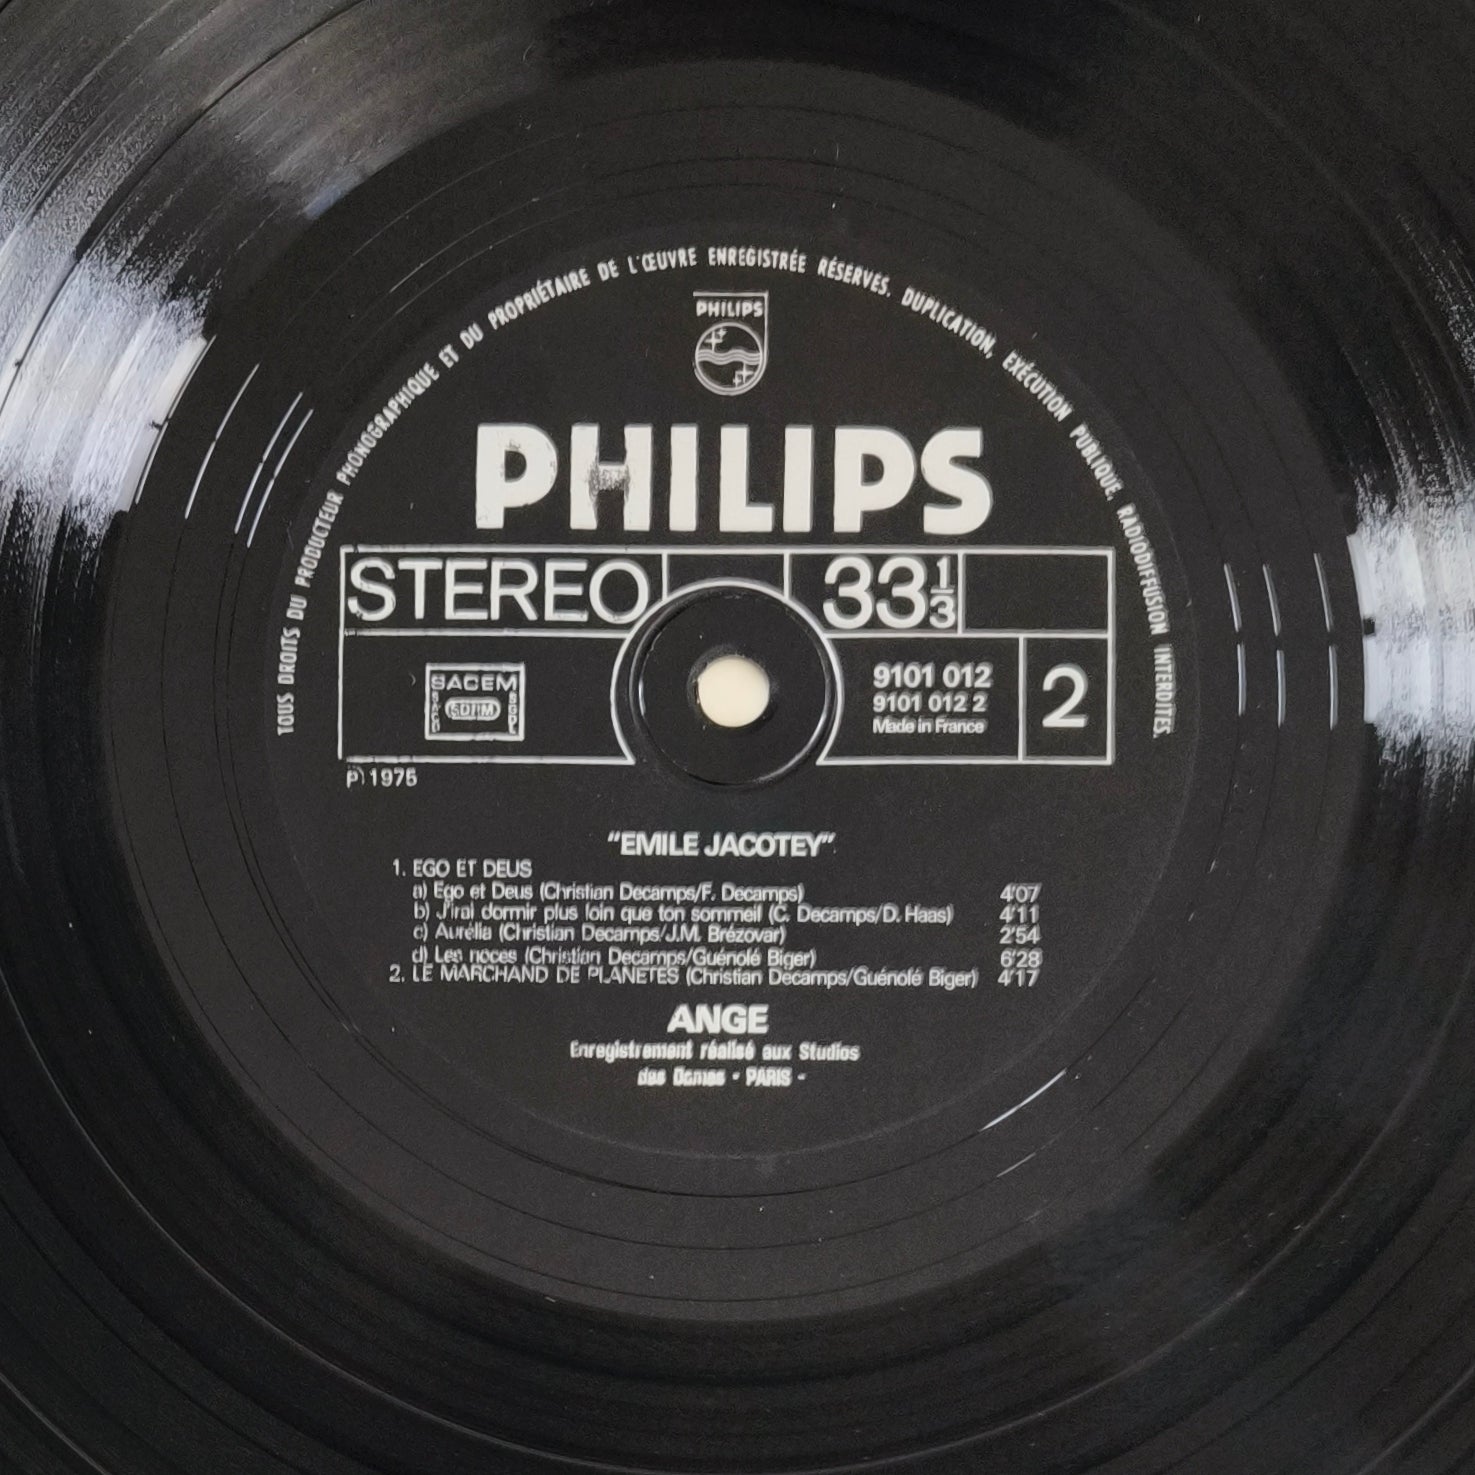 TOUS DROITS DU PRODUCTEUR PHONOGRAPHIQUE ET DU PROPRIÉTAIRE DE L'ŒUVRE ENREGISTRÉE RÉSERVÉS. DUPLICATION, EXÉCUTION PUBLIQUE, RADIODIFFUSION INTERDITES.
PHILIPS
PHILIPS
STEREO 33 1/3
SACEM
9101 012
9101 012 2
Made in France
2
P) 1975
"EMILE JACOTEY"
1. EGO ET DEUS
a) Ego et Deus (Christian Decamps/F. Decamps) 4'07
b) J'irai dormir plus loin que ton sommeil (C. Decamps/D. Haas) 4'11
c) Aurélia (Christian Decamps/J.M. Brézovar) 2'54
d) Les noces (Christian Decamps/Guénolé Biger) 6'28
2. LE MARCHAND DE PLANETES (Christian Decamps/Guénolé Biger) 4'17
ANGE
Enregistrement réalisé aux Studios
des Dames - PARIS -